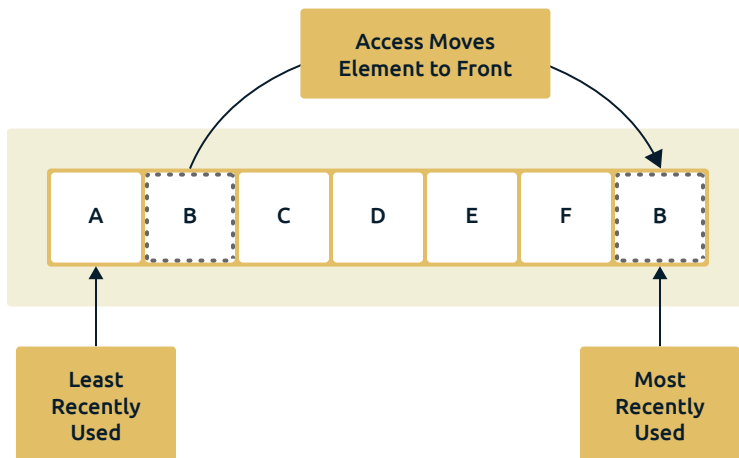 Access Moves
Element to Front
A B C D E F B
Least
Recently
Used
Most
Recently
Used